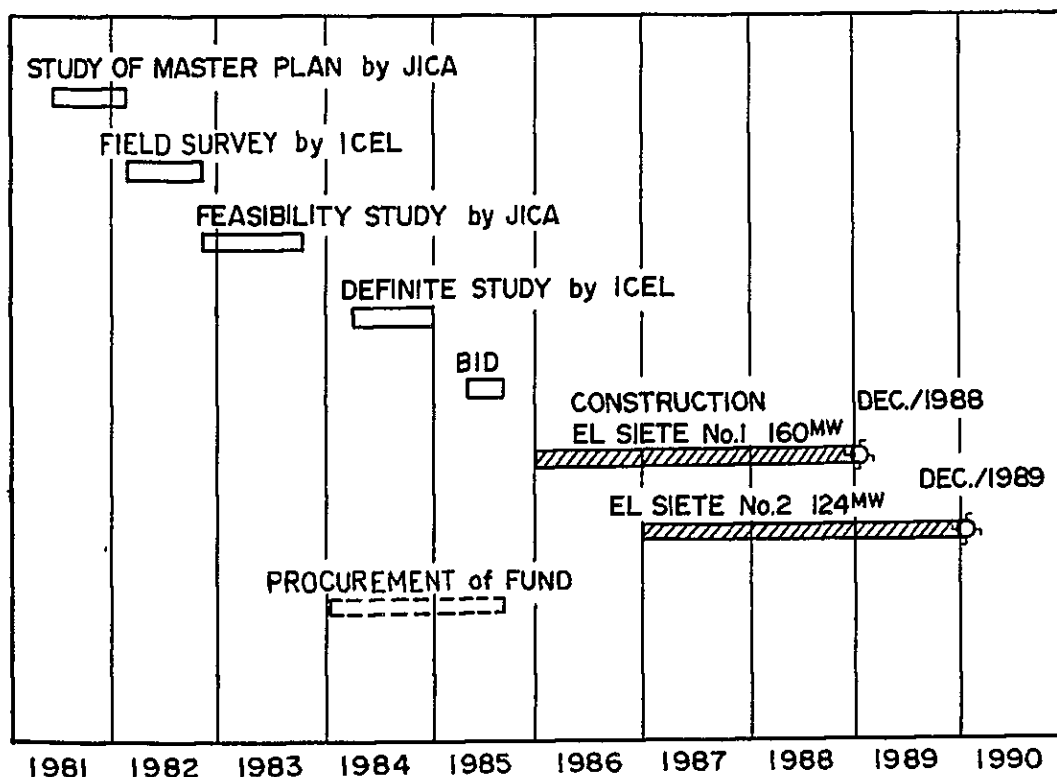 STUDY OF MASTER PLAN by JICA
FIELD SURVEY by ICEL
FEASIBILITY STUDY by JICA
DEFINITE STUDY by ICEL
BID
CONSTRUCTION DEC./1988
EL SIETE No.1 160MW
DEC./1989
EL SIETE No.2 124MW
PROCUREMENT of FUND
1981 1982 1983 1984 1985 1986 1987 1988 1989 1990